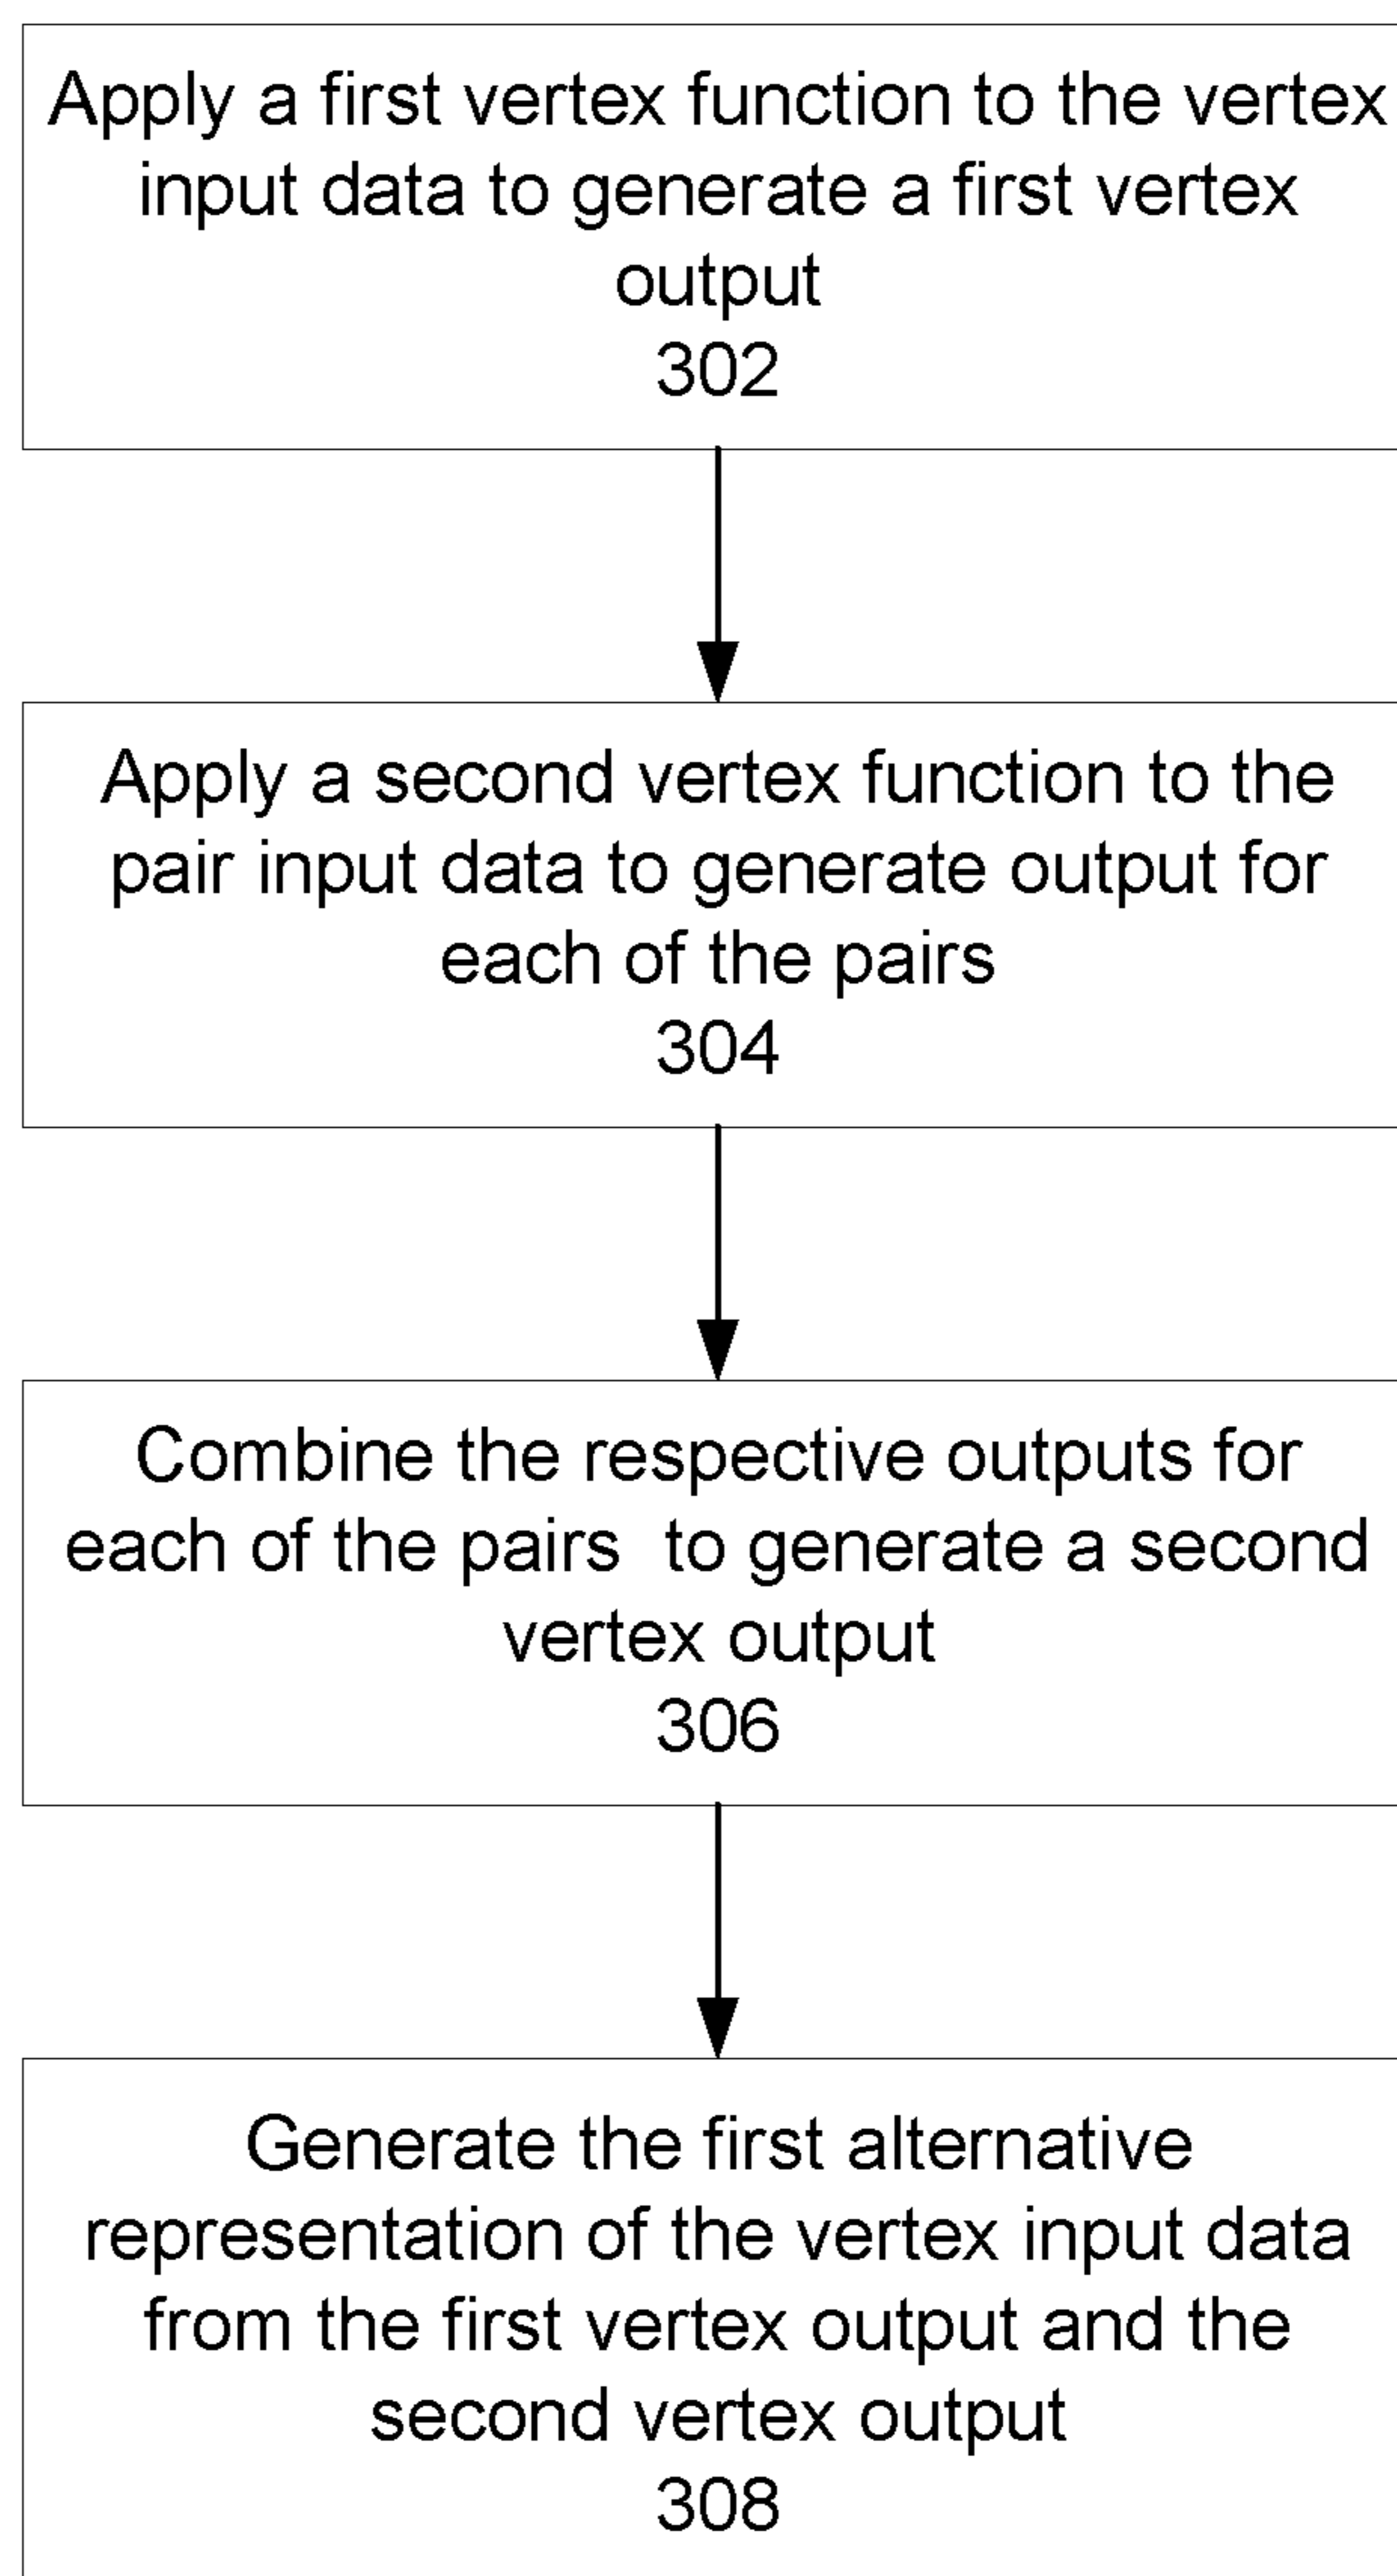 Apply a first vertex function to the vertex
input data to generate a first vertex
output
302
Apply a second vertex function to the
pair input data to generate output for
each of the pairs
304
Combine the respective outputs for
each of the pairs  to generate a second
vertex output
306
Generate the first alternative
representation of the vertex input data
from the first vertex output and the
second vertex output
308